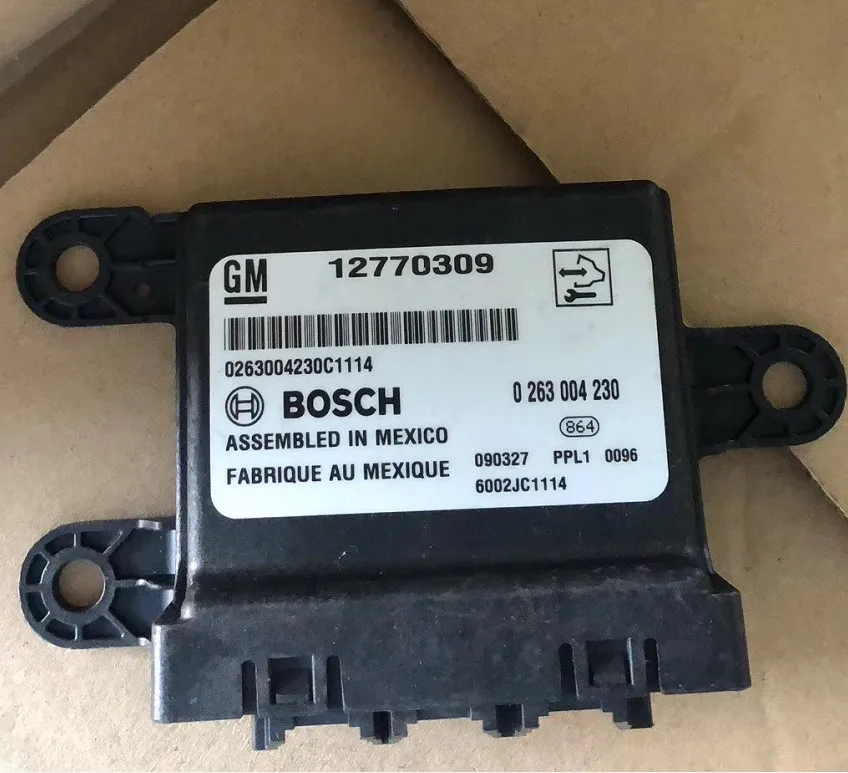 GM 12770309
0263004230C1114
BOSCH 0 263 004 230
ASSEMBLED IN MEXICO 864
FABRIQUE AU MEXIQUE 090327 PPL1 0096
6002JC1114